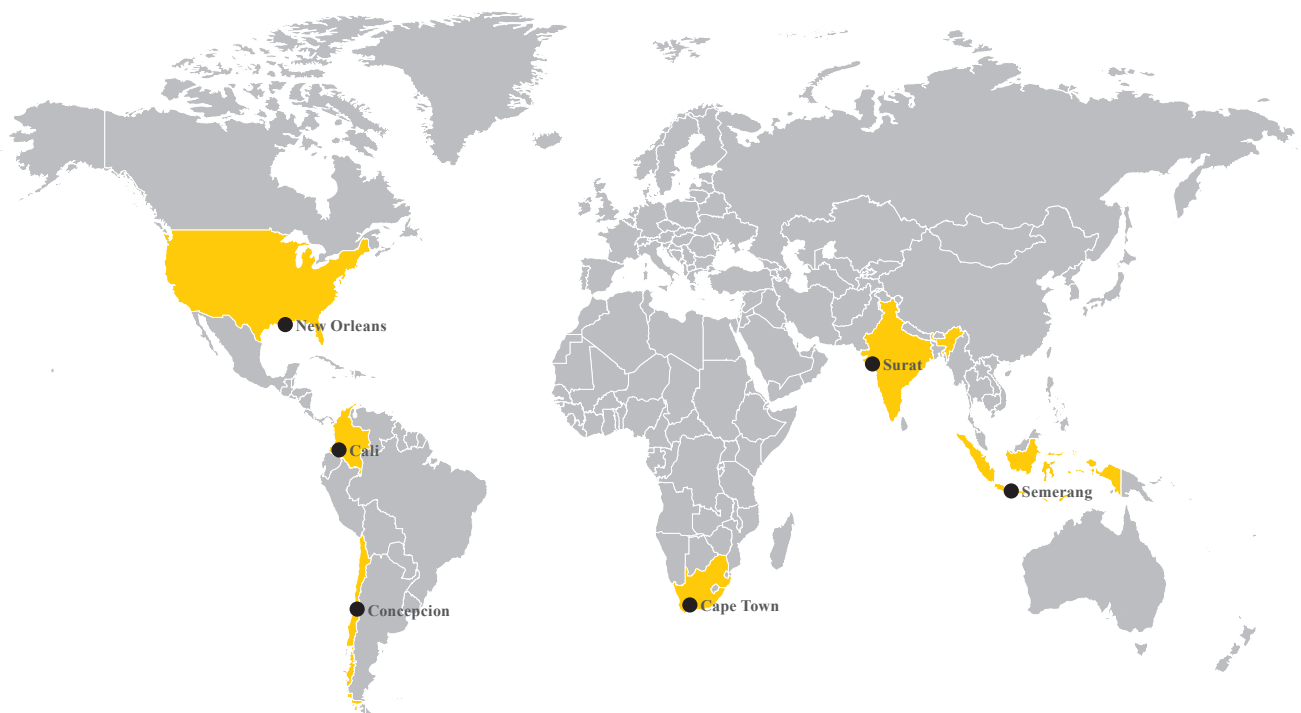 New Orleans
Surat
Cali
Semerang
Concepcion
Cape Town